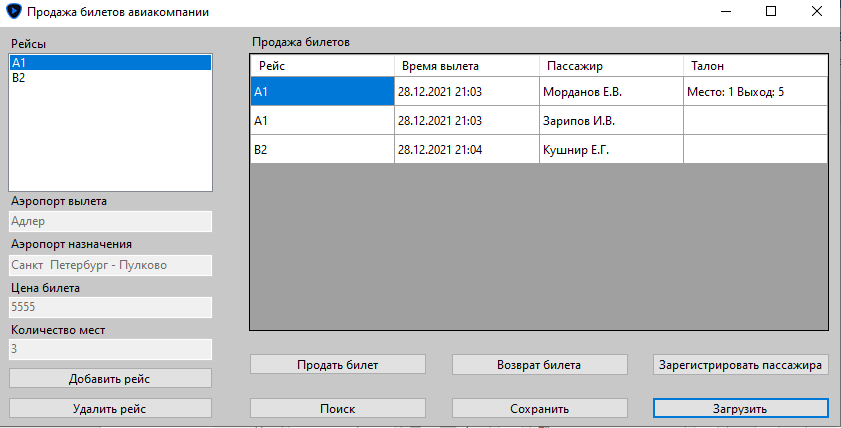 Продажа билетов авиакомпании
Рейсы
A1
B2
Аэропорт вылета
Адлер
Аэропорт назначения
Санкт  Петербург - Пулково
Цена билета
5555
Количество мест
3
Добавить рейс
Удалить рейс
Продажа билетов
Рейс Время вылета Пассажир Талон
A1 28.12.2021 21:03 Морданов Е.В. Место: 1 Выход: 5
A1 28.12.2021 21:03 Зарипов И.В.
B2 28.12.2021 21:04 Кушнир Е.Г.
Продать билет Возврат билета Зарегистрировать пассажира
Поиск Сохранить Загрузить